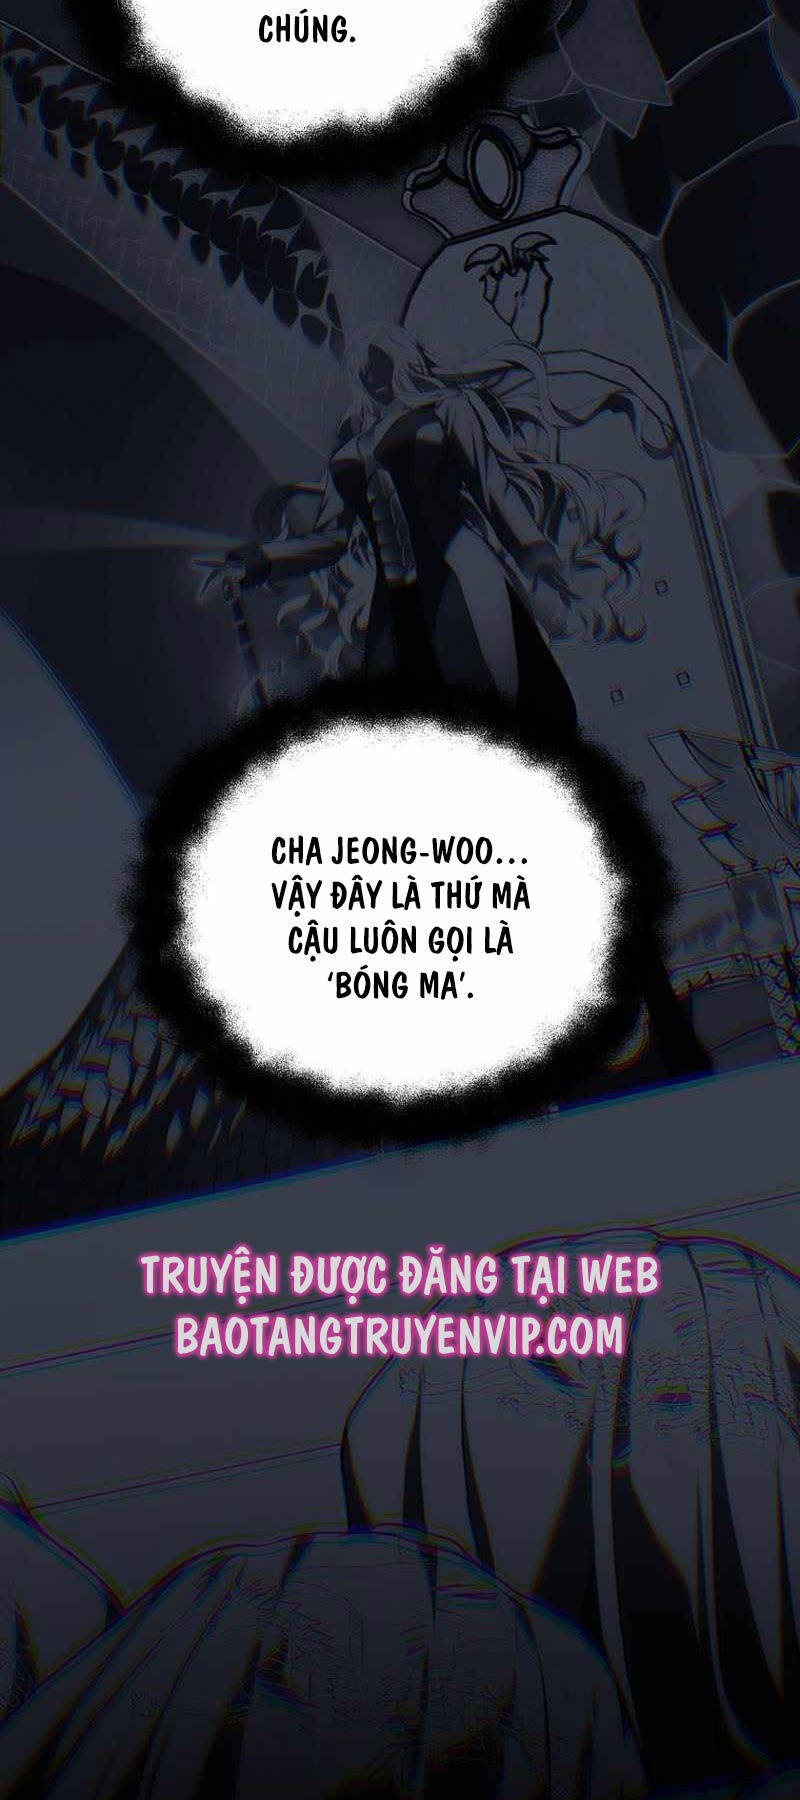 CHÚNG.
CHA JEONG-WOO...
VẬY ĐÂY LÀ THỨ MÀ
CẬU LUÔN GỌI LÀ
‘BÓNG MA’.
TRUYỆN ĐƯỢC ĐĂNG TẠI WEB
BAOTANGTRUYENVIP.COM